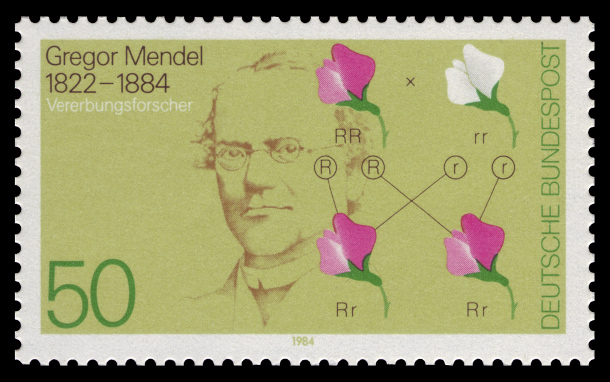 Gregor Mendel
1822–1884
Vererbungsforscher
×
RR
rr
R R r r
Rr
Rr
50
DEUTSCHE BUNDESPOST
1984